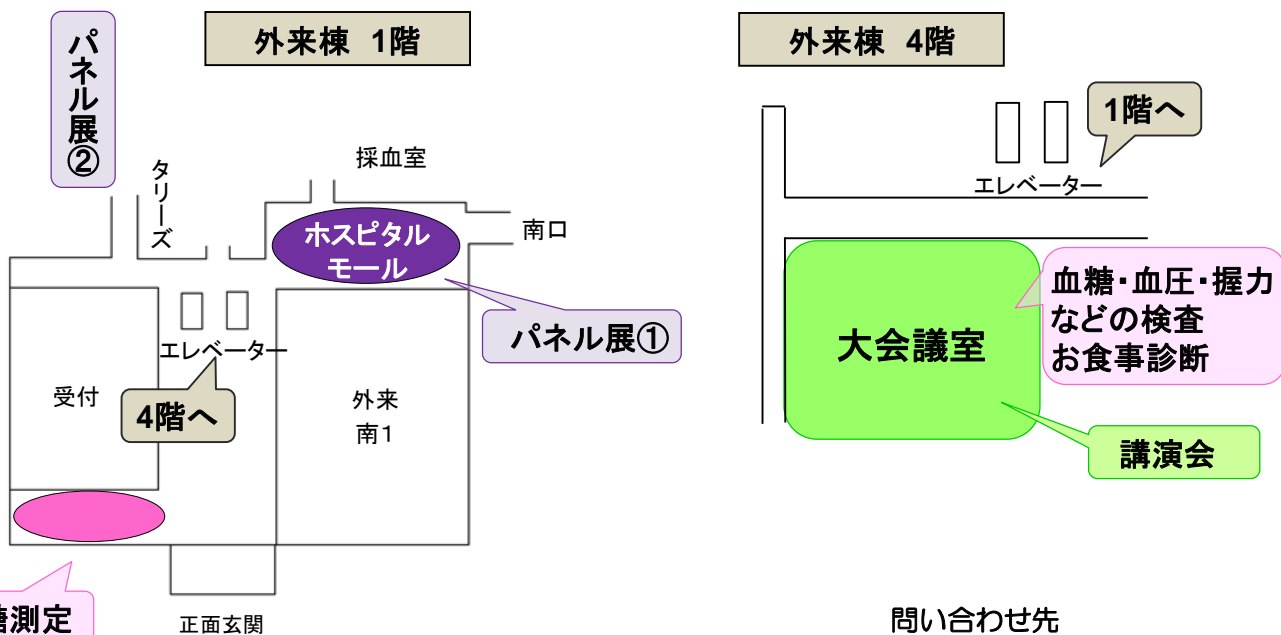 パネル展②
外来棟 1階
タリーズ
採血室
ホスピタル
モール
南口
パネル展①
エレベーター
受付
4階へ
外来
南1
糖測定
正面玄関
外来棟 4階
1階へ
エレベーター
大会議室
血糖・血圧・握力
などの検査
お食事診断
講演会
問い合わせ先